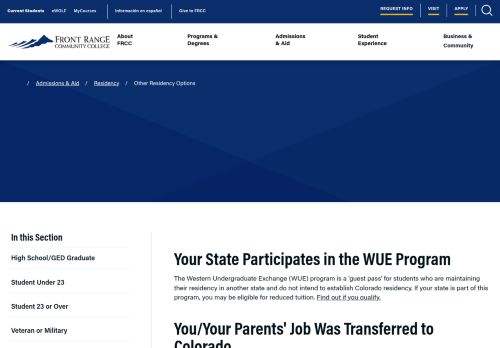 Current Students eWOLF MyCourses Información en español Give to FRCC REQUEST INFO VISIT APPLY
FRONT RANGE
COMMUNITY COLLEGE
About
FRCC
Programs &
Degrees
Admissions
& Aid
Student
Experience
Business &
Community
/ Admissions & Aid / Residency / Other Residency Options
In this Section
High School/GED Graduate
Student Under 23
Student 23 or Over
Veteran or Military
Your State Participates in the WUE Program
The Western Undergraduate Exchange (WUE) program is a 'guest pass' for students who are maintaining
their residency in another state and do not intend to establish Colorado residency. If your state is part of this
program, you may be eligible for reduced tuition. Find out if you qualify.
You/Your Parents' Job Was Transferred to
Colorado